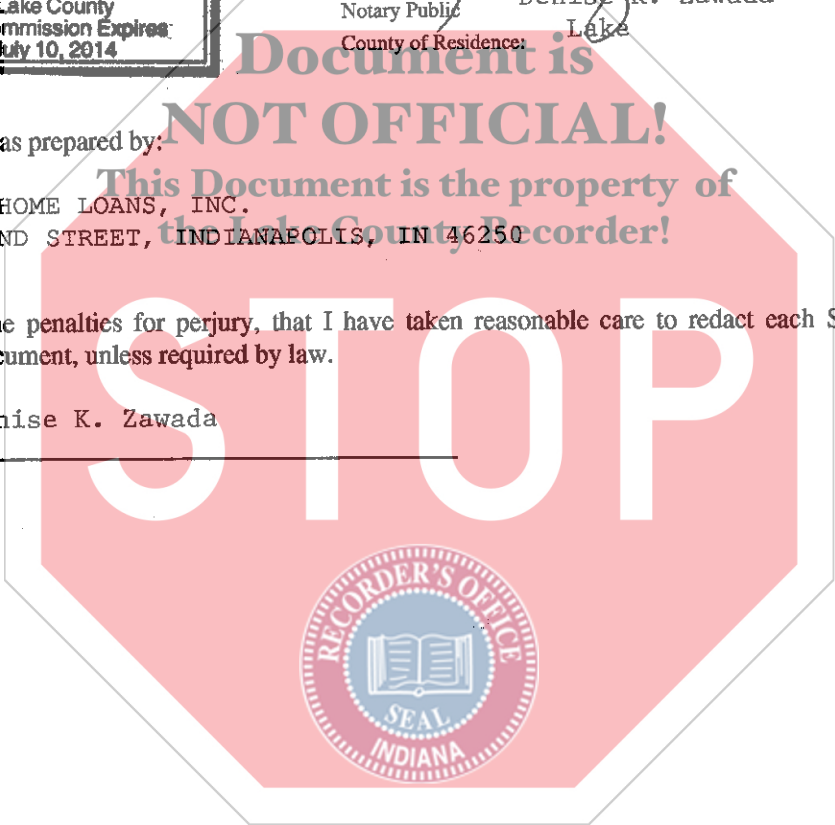 Lake County
mmission Expires
July 10, 2014
Notary Public
Denise K. Zawada
County of Residence:
Lake
Document is
NOT OFFICIAL!
as prepared by:
This Document is the property of
HOME LOANS, INC.
the Lake County Recorder!
ND STREET, INDIANAPOLIS, IN 46250
e penalties for perjury, that I have taken reasonable care to redact each S
cument, unless required by law.
nise K. Zawada
STOP
RECORDER'S OFFICE
SEAL
INDIANA